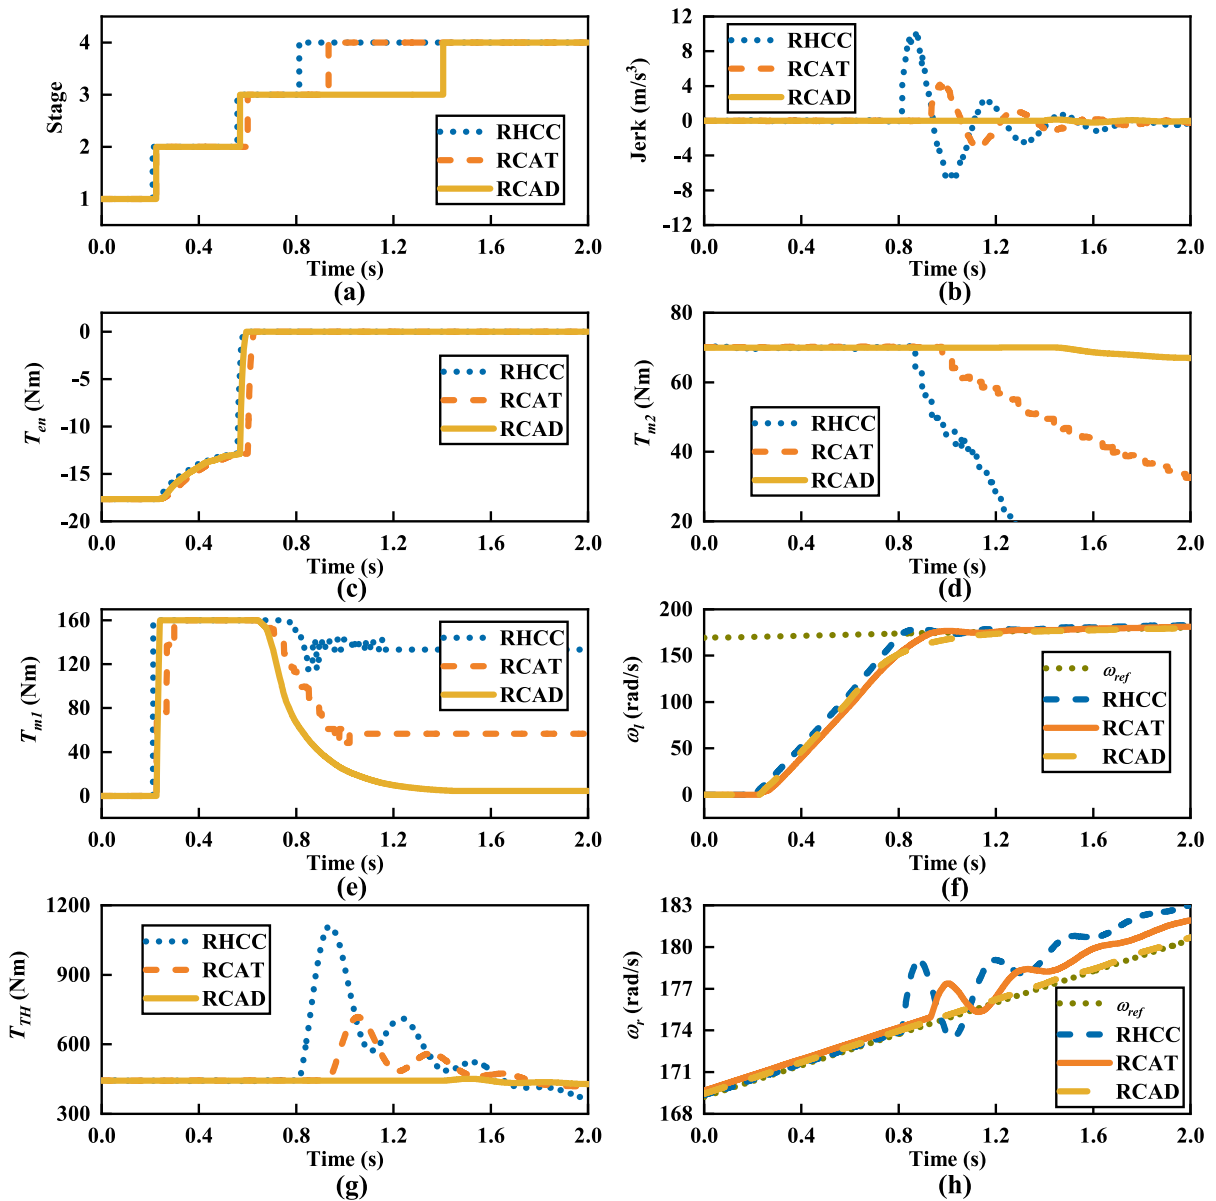 4
3
2
1
Stage
RHCC
RCAT
RCAD
0.0 0.4 0.8 1.2 1.6 2.0
Time (s)
(a)
12
8
4
0
-4
-8
-12
Jerk (m/s³)
RHCC
RCAT
RCAD
0.0 0.4 0.8 1.2 1.6 2.0
Time (s)
(b)
0
-5
-10
-15
-20
T_en (Nm)
RHCC
RCAT
RCAD
0.0 0.4 0.8 1.2 1.6 2.0
Time (s)
(c)
80
60
40
20
T_m2 (Nm)
RHCC
RCAT
RCAD
0.0 0.4 0.8 1.2 1.6 2.0
Time (s)
(d)
160
120
80
40
0
T_m1 (Nm)
RHCC
RCAT
RCAD
0.0 0.4 0.8 1.2 1.6 2.0
Time (s)
(e)
200
150
100
50
0
ω_l (rad/s)
ω_ref
RHCC
RCAT
RCAD
0.0 0.4 0.8 1.2 1.6 2.0
Time (s)
(f)
1200
900
600
300
T_TH (Nm)
RHCC
RCAT
RCAD
0.0 0.4 0.8 1.2 1.6 2.0
Time (s)
(g)
183
180
177
174
171
168
ω_r (rad/s)
ω_ref
RHCC
RCAT
RCAD
0.0 0.4 0.8 1.2 1.6 2.0
Time (s)
(h)